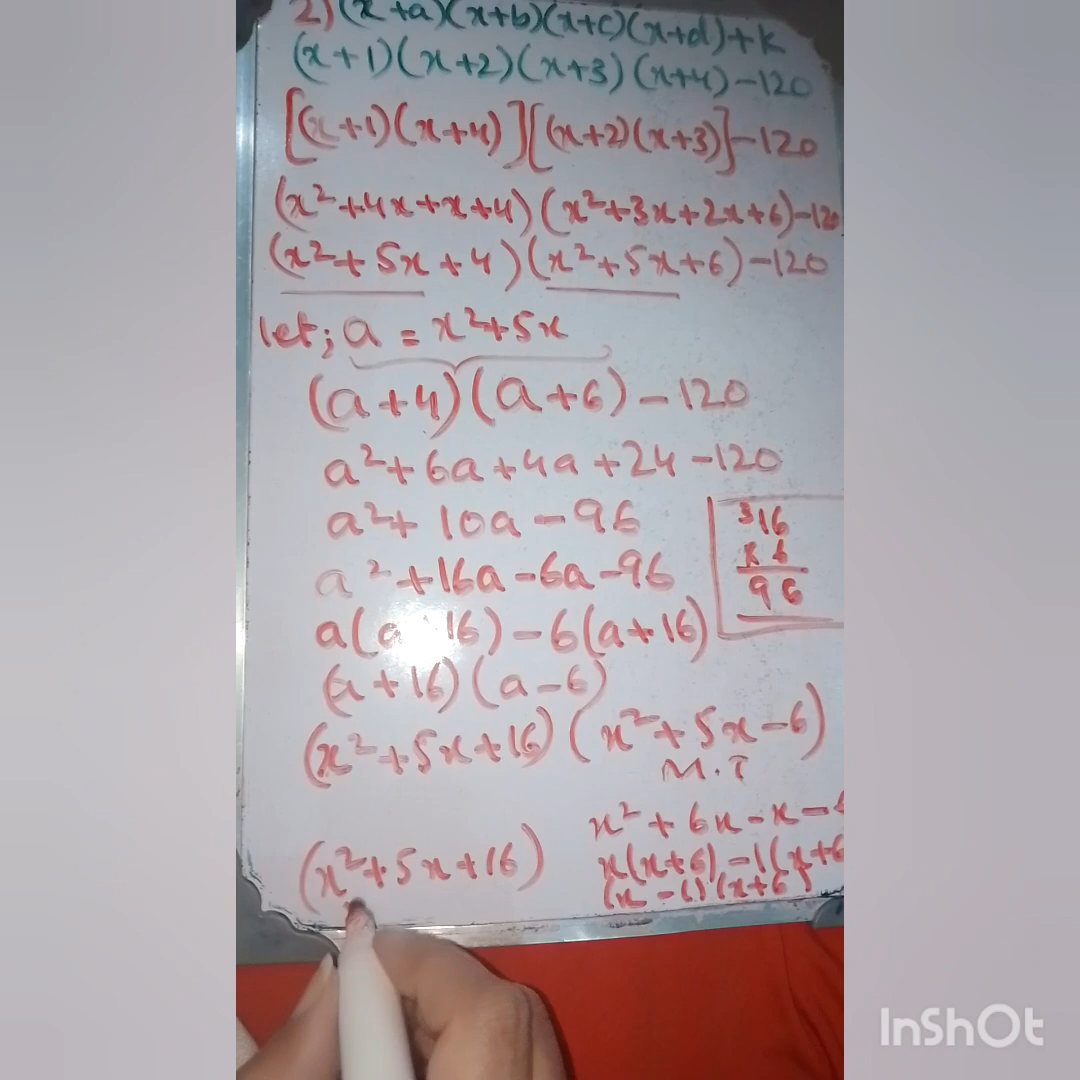 2) (x+a)(x+b)(x+c)(x+d)+k
(x+1)(x+2)(x+3)(x+4)-120
[(x+1)(x+4)][(x+2)(x+3)]-120
(x²+4x+x+4)(x²+3x+2x+6)-120
(x²+5x+4)(x²+5x+6)-120
let; a = x²+5x
(a+4)(a+6)-120
a²+6a+4a+24-120
a²+10a-96
a²+16a-6a-96
3 16
x 6
96
a(a 16)-6(a+16)
(a+16)(a-6)
(x²+5x+16)(x²+5x-6)
M.T
x²+6x-x-6
x(x+6)-1(x+6
(x-1)(x+6)
(x²+5x+16)
InShOt